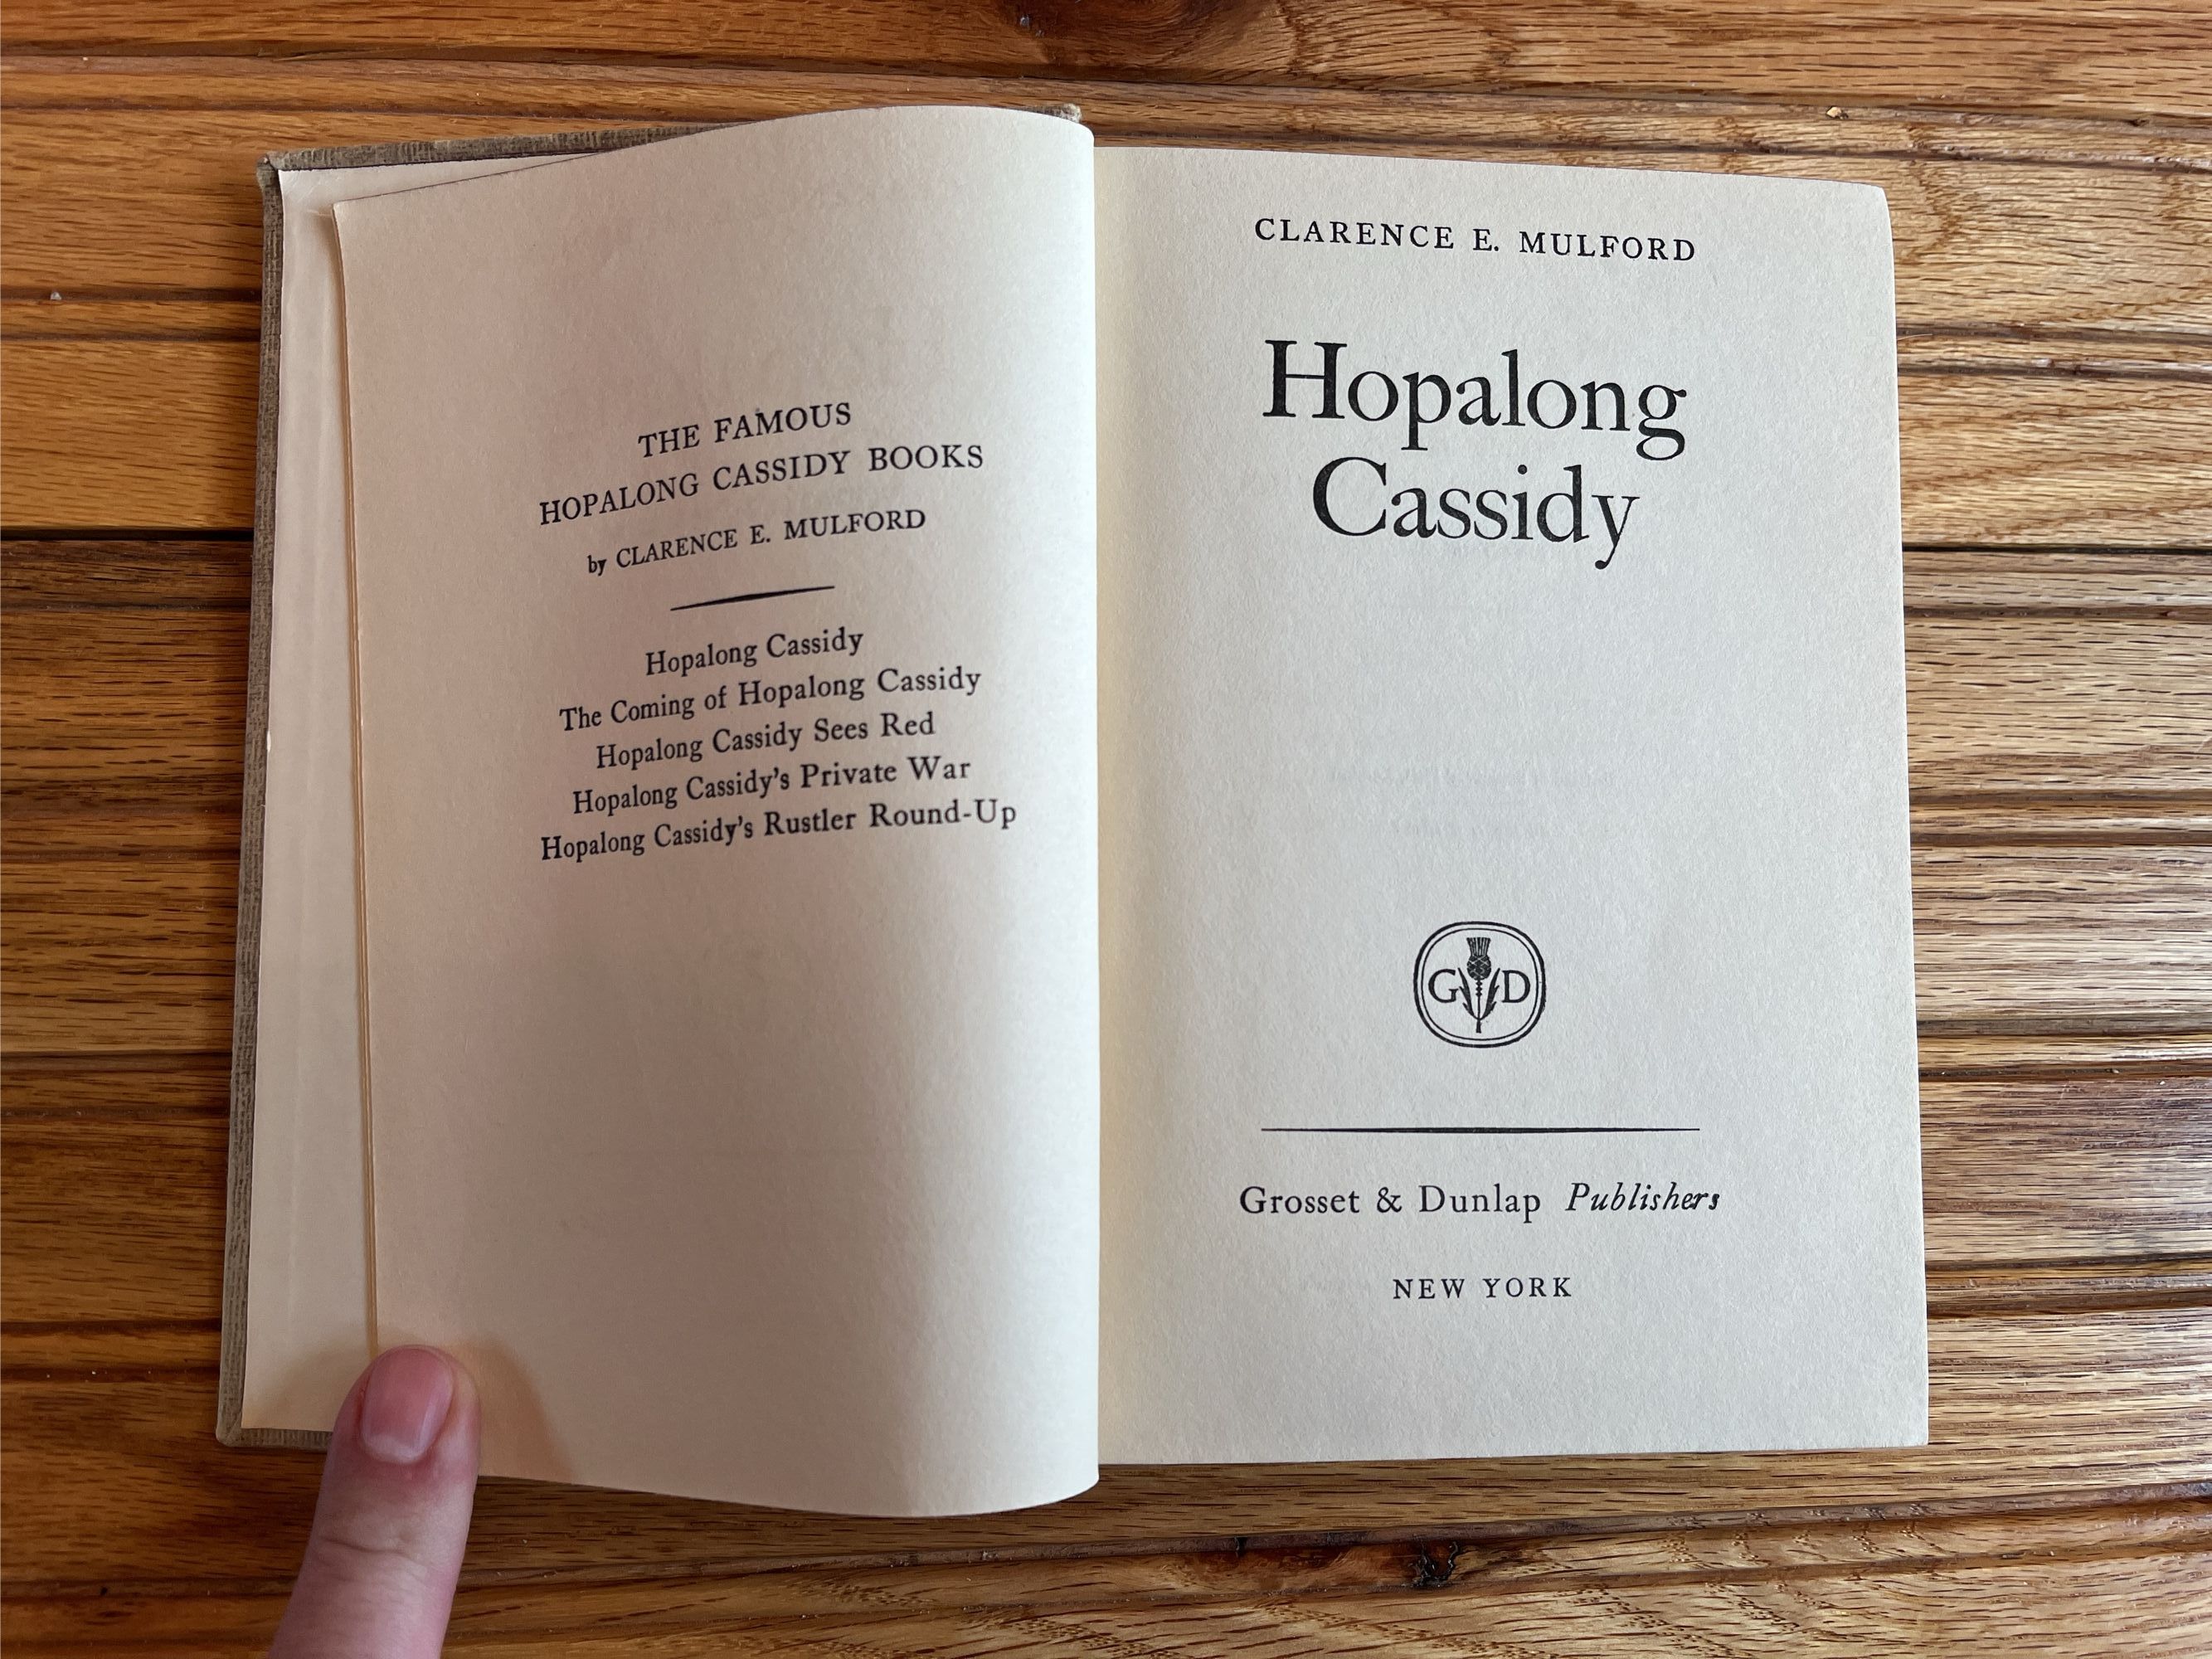 THE FAMOUS
HOPALONG CASSIDY BOOKS
by CLARENCE E. MULFORD
Hopalong Cassidy
The Coming of Hopalong Cassidy
Hopalong Cassidy Sees Red
Hopalong Cassidy's Private War
Hopalong Cassidy's Rustler Round-Up
CLARENCE E. MULFORD
Hopalong
Cassidy
G D
Grosset & Dunlap Publishers
NEW YORK